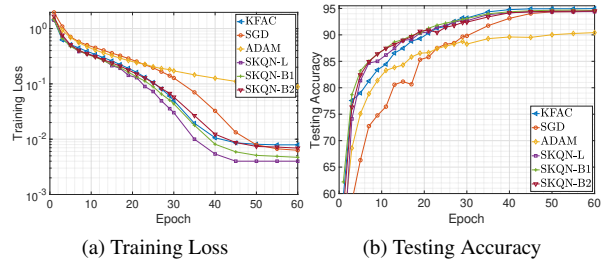 10⁰
10⁻¹
10⁻²
10⁻³
Training Loss
0 10 20 30 40 50 60
Epoch
KFAC
SGD
ADAM
SKQN-L
SKQN-B1
SKQN-B2
(a) Training Loss
95
90
85
80
75
70
65
60
Testing Accuracy
0 10 20 30 40 50 60
Epoch
KFAC
SGD
ADAM
SKQN-L
SKQN-B1
SKQN-B2
(b) Testing Accuracy